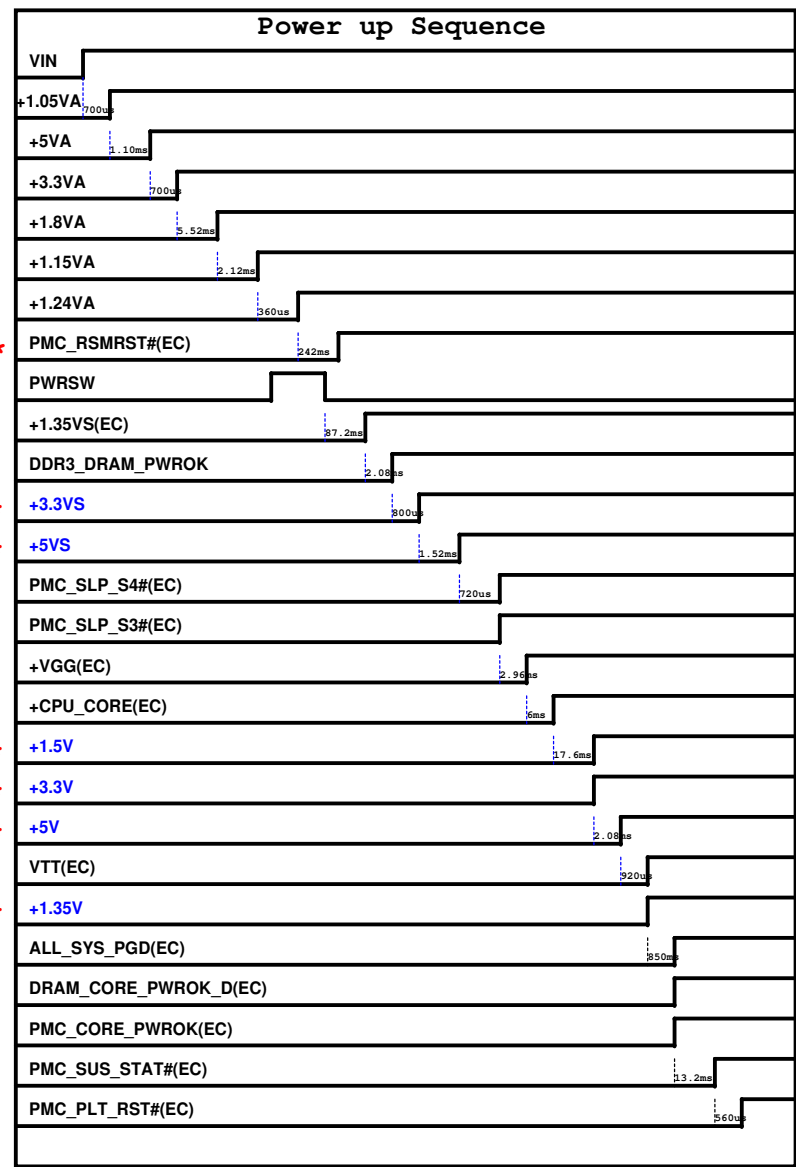 Power up Sequence
VIN
+1.05VA
700us
+5VA
1.10ms
+3.3VA
700us
+1.8VA
5.52ms
+1.15VA
2.12ms
+1.24VA
360us
PMC_RSMRST#(EC)
242ms
PWRSW
+1.35VS(EC)
87.2ms
DDR3_DRAM_PWROK
2.08ms
+3.3VS
800us
+5VS
1.52ms
PMC_SLP_S4#(EC)
720us
PMC_SLP_S3#(EC)
+VGG(EC)
2.96ms
+CPU_CORE(EC)
6ms
+1.5V
17.6ms
+3.3V
+5V
2.08ms
VTT(EC)
920us
+1.35V
ALL_SYS_PGD(EC)
850ms
DRAM_CORE_PWROK_D(EC)
PMC_CORE_PWROK(EC)
PMC_SUS_STAT#(EC)
13.2ms
PMC_PLT_RST#(EC)
560us